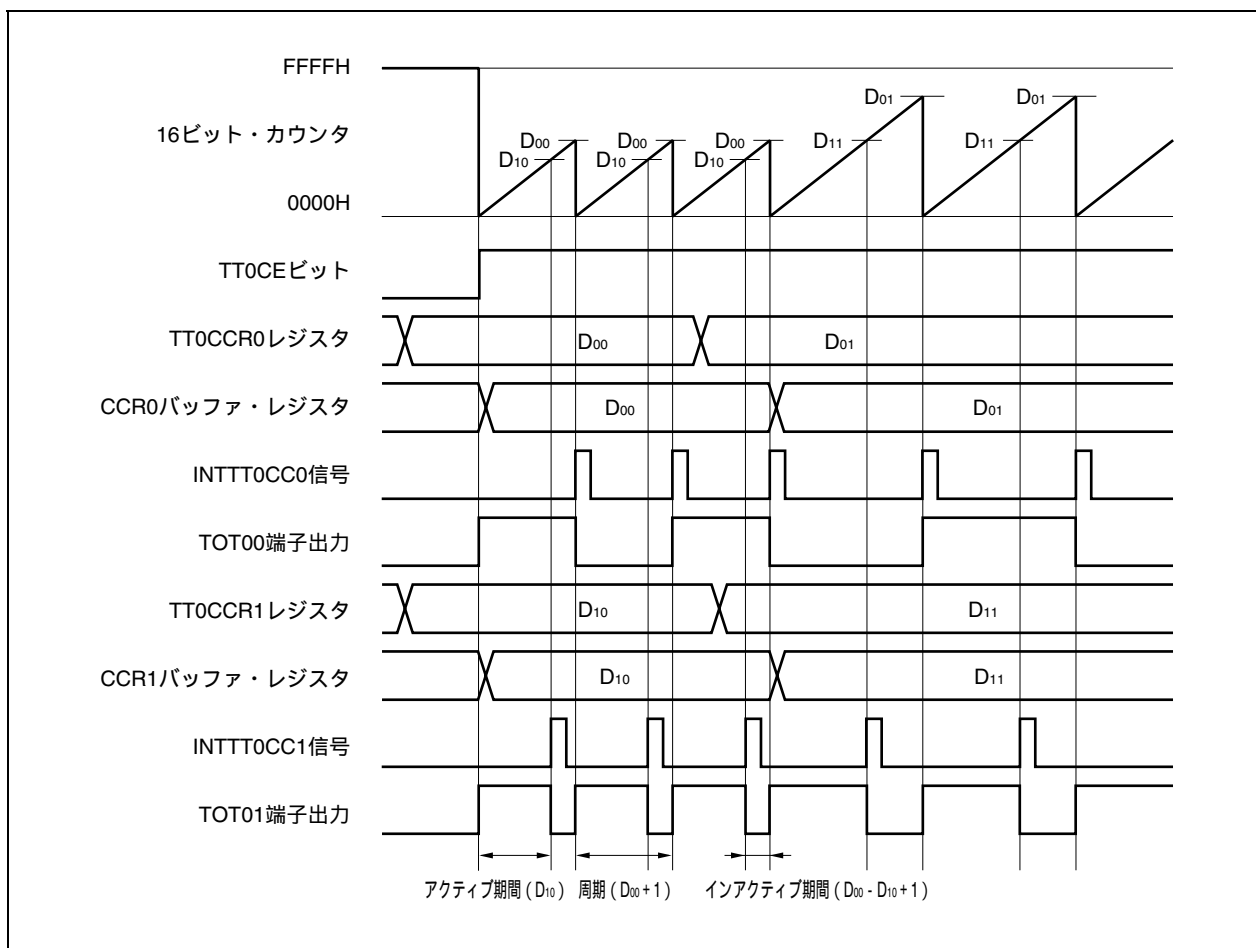 FFFFH
D01 D01
16ビット・カウンタ D00 D00 D00 D11 D11
D10 D10 D10
0000H
TT0CEビット
TT0CCR0レジスタ D00 D01
CCR0バッファ・レジスタ D00 D01
INTTT0CC0信号
TOT00端子出力
TT0CCR1レジスタ D10 D11
CCR1バッファ・レジスタ D10 D11
INTTT0CC1信号
TOT01端子出力
アクティブ期間(D10) 周期(D00+1) インアクティブ期間(D00-D10+1)